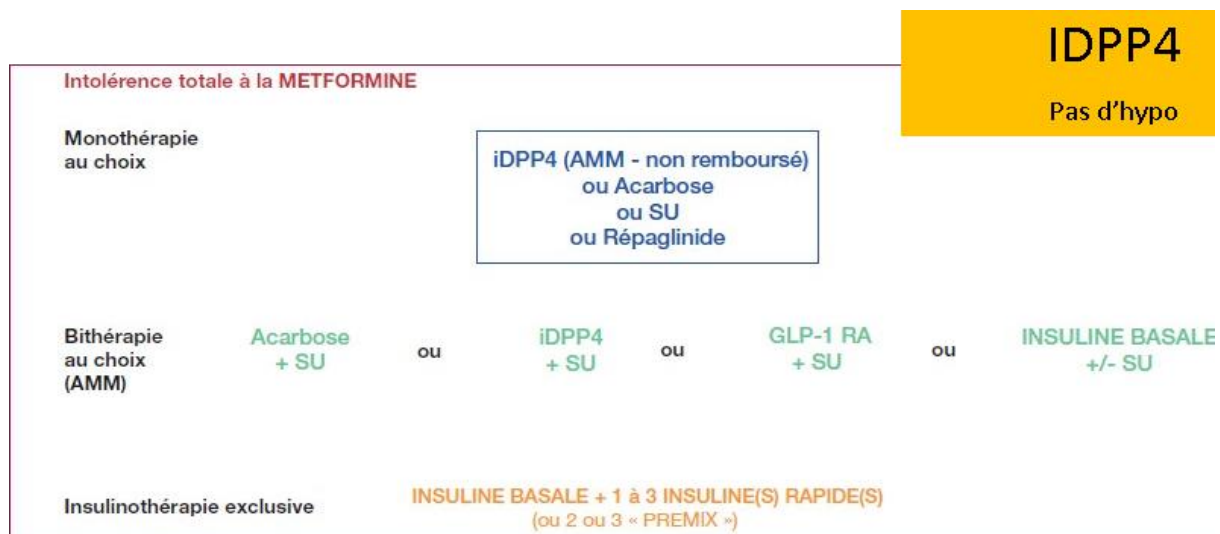 IDPP4
Pas d'hypo
Intolérence totale à la METFORMINE
Monothérapie
au choix
iDPP4 (AMM - non remboursé)
ou Acarbose
ou SU
ou Répaglinide
Bithérapie
au choix
(AMM)
Acarbose
+ SU
ou
iDPP4
+ SU
ou
GLP-1 RA
+ SU
ou
INSULINE BASALE
+/- SU
Insulinothérapie exclusive
INSULINE BASALE + 1 à 3 INSULINE(S) RAPIDE(S)
(ou 2 ou 3 « PREMIX »)